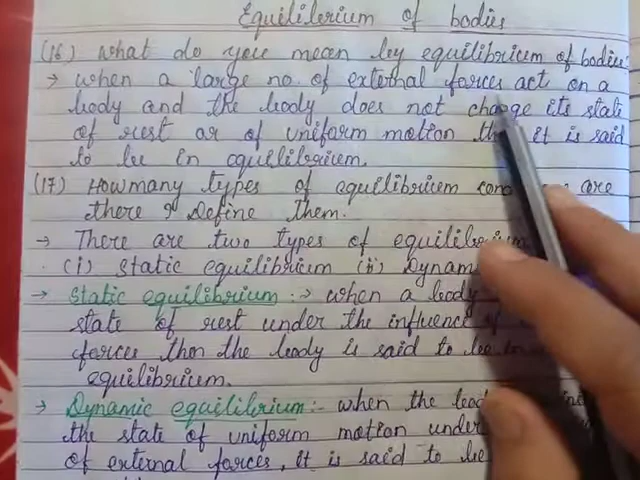 Equilibrium of bodies
(16) What do you mean by equilibrium of bodies
→ when a large no. of external forces act on a
body and the body does not change its state
of rest or of uniform motion it is said
to be in equilibrium.
(17) How many types of equilibrium are
there ? Define them.
→ There are two types of equilibrium
(i) Static equilibrium (ii)
→ Static equilibrium :→ when a body
state of rest under the influence of
forces then the body is said to be in
equilibrium.
→ Dynamic equilibrium :- when the
the state of uniform motion under
of external forces, it is said to be